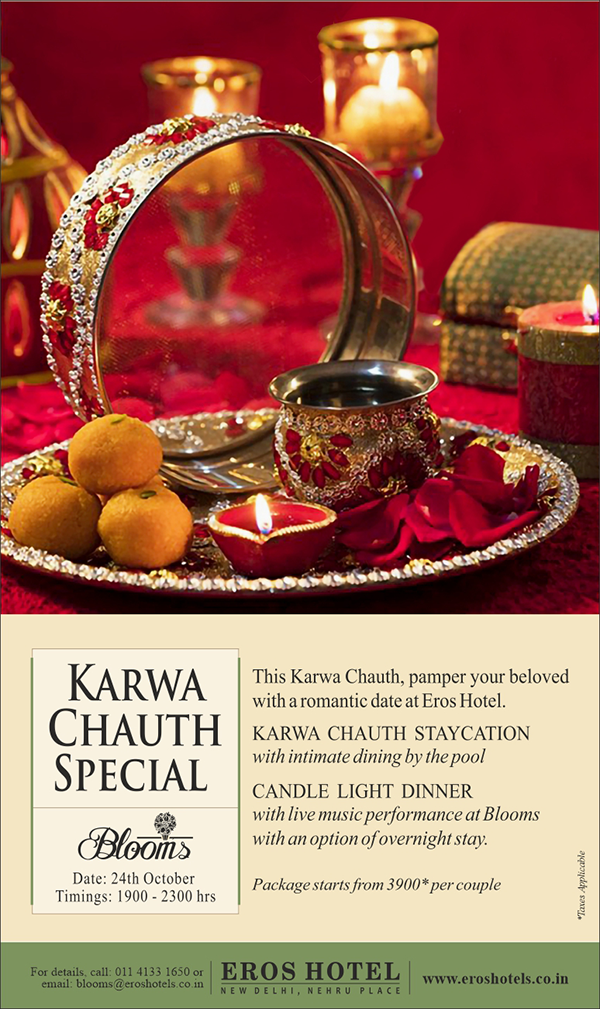 KARWA
CHAUTH
SPECIAL
Blooms
Date: 24th October
Timings: 1900 - 2300 hrs
This Karwa Chauth, pamper your beloved
with a romantic date at Eros Hotel.
KARWA CHAUTH STAYCATION
with intimate dining by the pool
CANDLE LIGHT DINNER
with live music performance at Blooms
with an option of overnight stay.
Package starts from 3900* per couple
*Taxes Applicable
For details, call: 011 4133 1650 or
email: blooms@eroshotels.co.in
EROS HOTEL
NEW DELHI, NEHRU PLACE
www.eroshotels.co.in